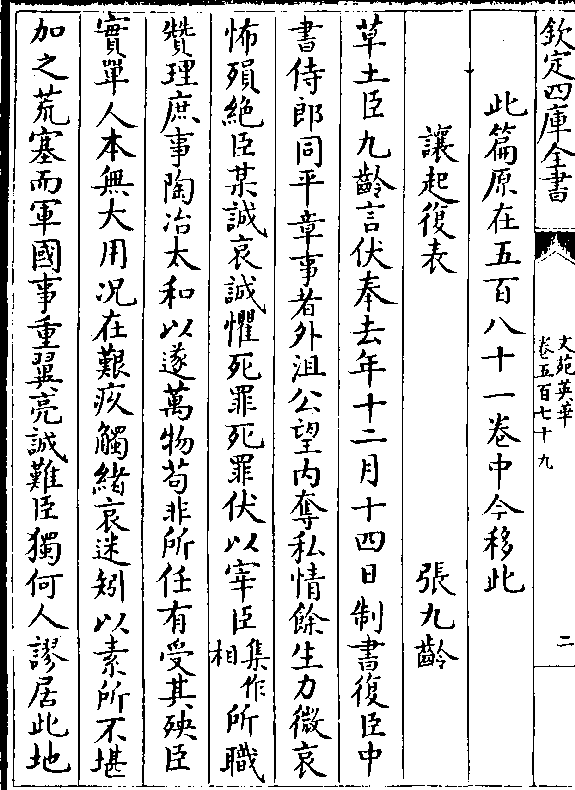 欽定四庫全書
文苑英華
卷五百七十九
二
此篇原在五百八十一卷中今移此
讓起復表 張九齡
草土臣九齡言伏奉去年十二月十四日制書復臣中
書侍郎同平章事者外沮公望内奪私情餘生力微哀
怖殞絶臣某誠哀誠懼死罪死罪伏以宰臣集作相所職
贊理庶事陶冶太和以遂萬物苟非所任有受其殃臣
實單人本無大用况在艱疚觸緒哀迷矧以素所不堪
加之荒塞而軍國事重翼亮誠難臣獨何人謬居此地